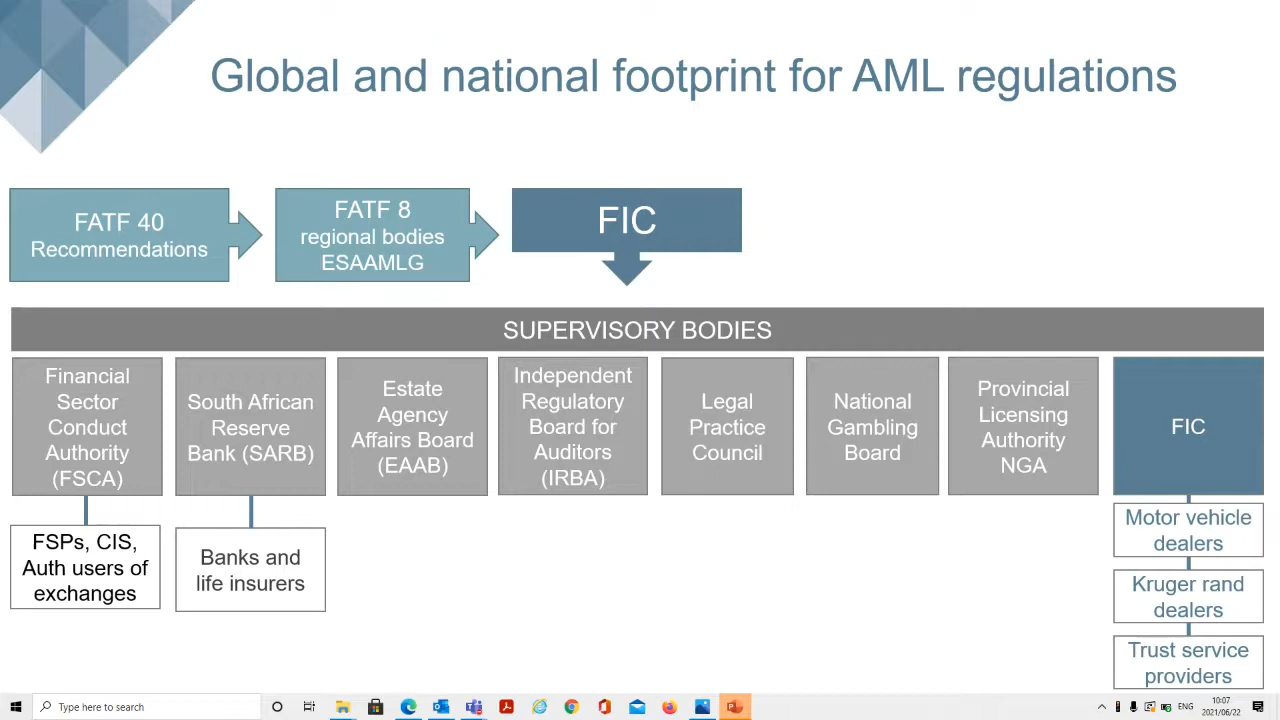 Global and national footprint for AML regulations
FATF 40
Recommendations
FATF 8
regional bodies
ESAAMLG
FIC
SUPERVISORY BODIES
Financial
Sector
Conduct
Authority
(FSCA)
South African
Reserve
Bank (SARB)
Estate
Agency
Affairs Board
(EAAB)
Independent
Regulatory
Board for
Auditors
(IRBA)
Legal
Practice
Council
National
Gambling
Board
Provincial
Licensing
Authority
NGA
FIC
FSPs, CIS,
Auth users of
exchanges
Banks and
life insurers
Motor vehicle
dealers
Kruger rand
dealers
Trust service
providers
Type here to search
ENG
10:07
2021/06/22